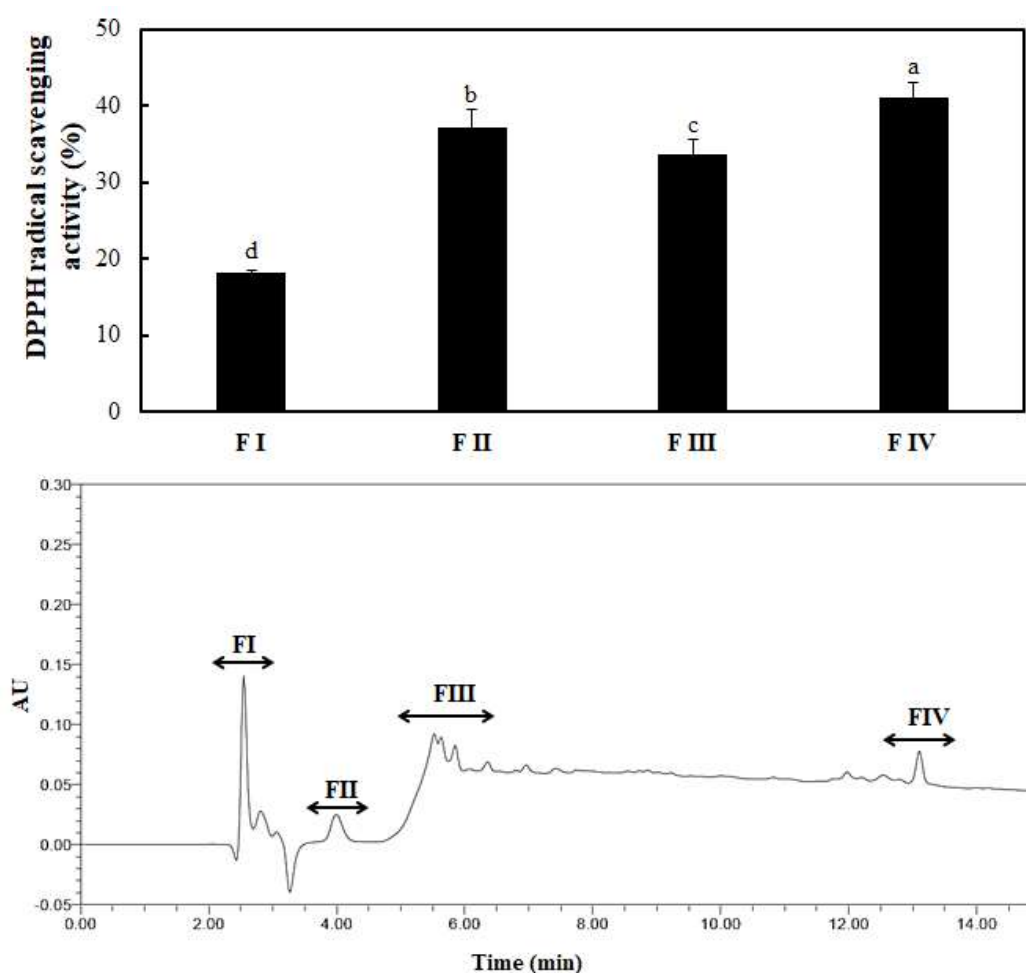 DPPH radical scavenging
activity (%)
50
40
30
20
10
0
d
b
c
a
F I
F II
F III
F IV
AU
0.30
0.25
0.20
0.15
0.10
0.05
0.00
-0.05
FI
FII
FIII
FIV
0.00
2.00
4.00
6.00
8.00
10.00
12.00
14.00
Time (min)